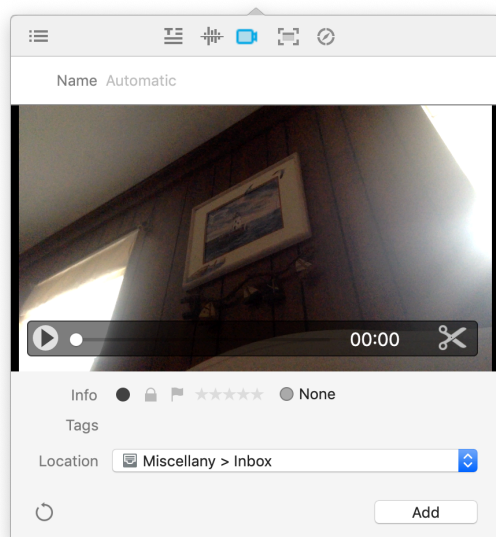 Name Automatic
00:00
Info None
Tags
Location Miscellany > Inbox
Add